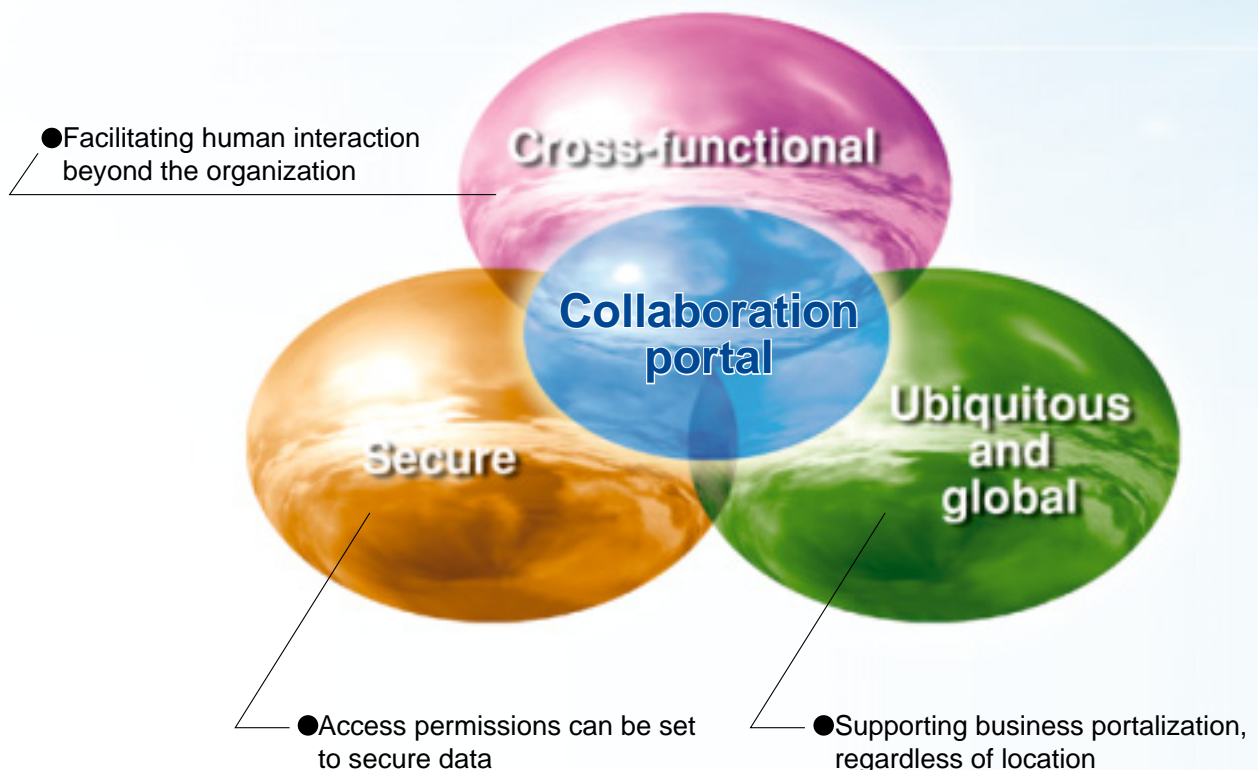 ●Facilitating human interaction
beyond the organization
Cross-functional
Collaboration
portal
Secure
Ubiquitous
and
global
●Access permissions can be set
to secure data
●Supporting business portalization,
regardless of location